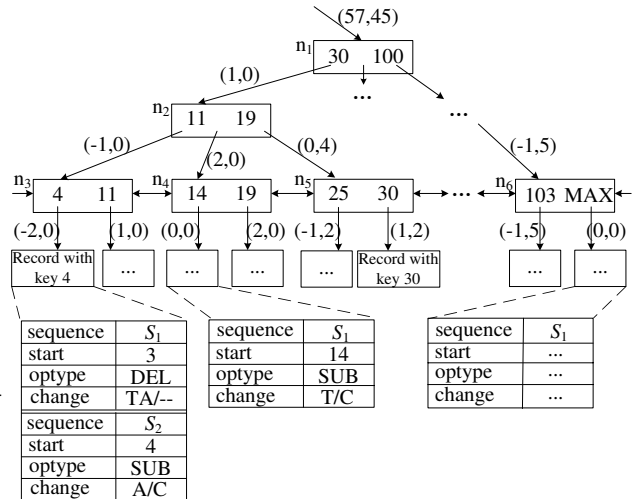 (57,45)
n1
30 100
(1,0)
...
...
n2
11 19
(-1,0)
(2,0)
(0,4)
(-1,5)
n3
4 11
n4
14 19
n5
25 30
...
n6
103 MAX
(-2,0)
(1,0)
(0,0)
(2,0)
(-1,2)
(1,2)
(-1,5)
(0,0)
Record with key 4
...
...
...
...
Record with key 30
...
...
sequence S1
start 3
optype DEL
change TA/--
sequence S2
start 4
optype SUB
change A/C
sequence S1
start 14
optype SUB
change T/C
sequence S1
start ...
optype ...
change ...